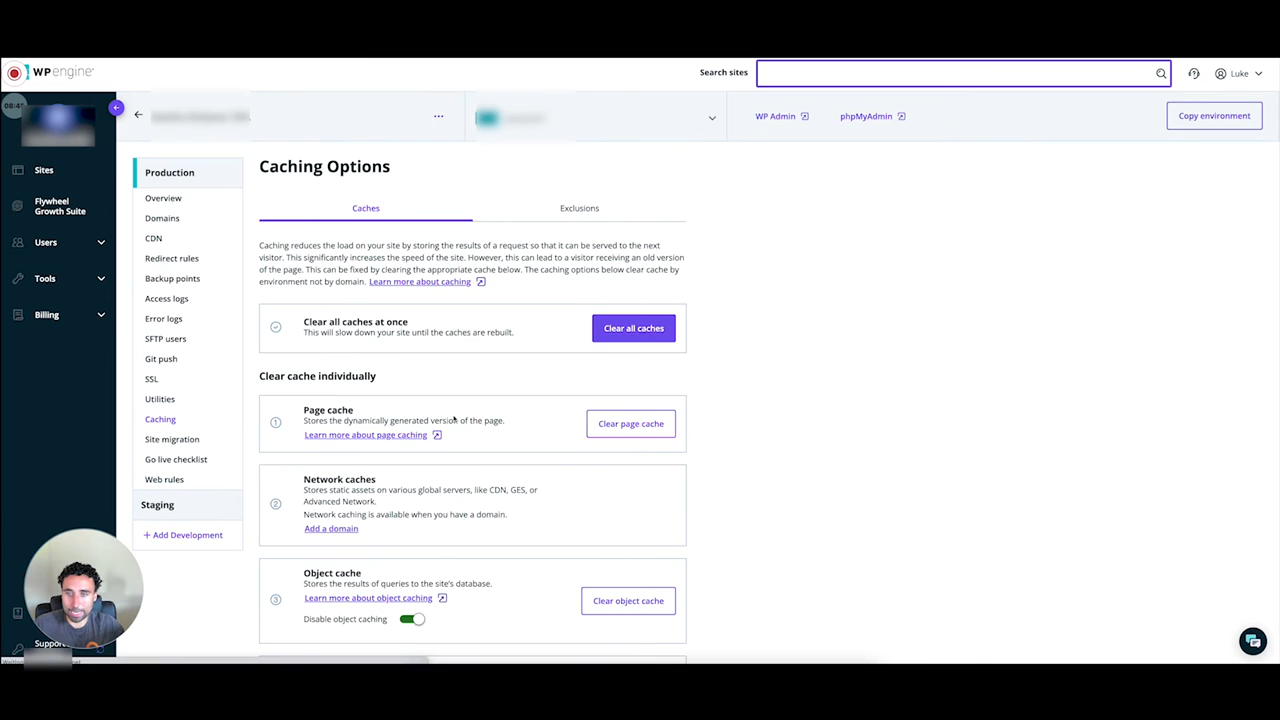 WP engine
Search sites
Luke
WP Admin
phpMyAdmin
Copy environment
Sites
Flywheel
Growth Suite
Users
Tools
Billing
Production
Overview
Domains
CDN
Redirect rules
Backup points
Access logs
Error logs
SFTP users
Git push
SSL
Utilities
Caching
Site migration
Go live checklist
Web rules
Staging
+ Add Development
Caching Options
Caches
Exclusions
Caching reduces the load on your site by storing the results of a request so that it can be served to the next
visitor. This significantly increases the speed of the site. However, this can lead to a visitor receiving an old version
of the page. This can be fixed by clearing the appropriate cache below. The caching options below clear cache by
environment not by domain. Learn more about caching
Clear all caches at once
This will slow down your site until the caches are rebuilt.
Clear all caches
Clear cache individually
1
Page cache
Stores the dynamically generated version of the page.
Learn more about page caching
Clear page cache
2
Network caches
Stores static assets on various global servers, like CDN, GES, or
Advanced Network.
Network caching is available when you have a domain.
Add a domain
3
Object cache
Stores the results of queries to the site's database.
Learn more about object caching
Disable object caching
Clear object cache
Support